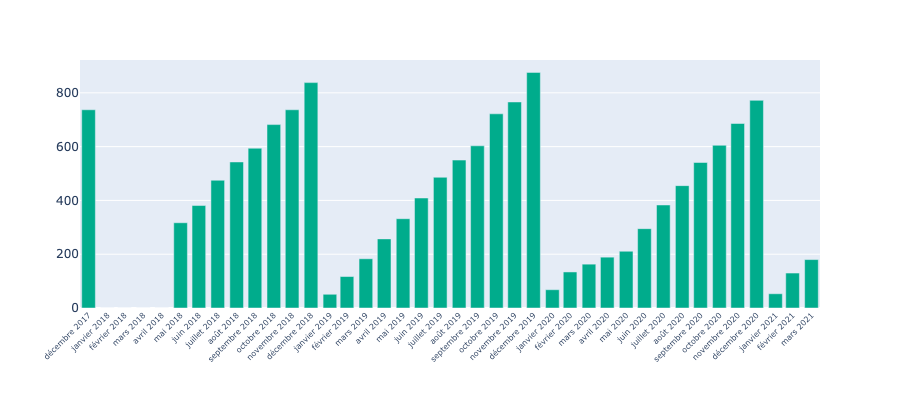 800
600
400
200
0
décembre 2017
janvier 2018
février 2018
mars 2018
avril 2018
mai 2018
juin 2018
juillet 2018
août 2018
septembre 2018
octobre 2018
novembre 2018
décembre 2018
janvier 2019
février 2019
mars 2019
avril 2019
mai 2019
juin 2019
juillet 2019
août 2019
septembre 2019
octobre 2019
novembre 2019
décembre 2019
janvier 2020
février 2020
mars 2020
avril 2020
mai 2020
juin 2020
juillet 2020
août 2020
septembre 2020
octobre 2020
novembre 2020
décembre 2020
janvier 2021
février 2021
mars 2021